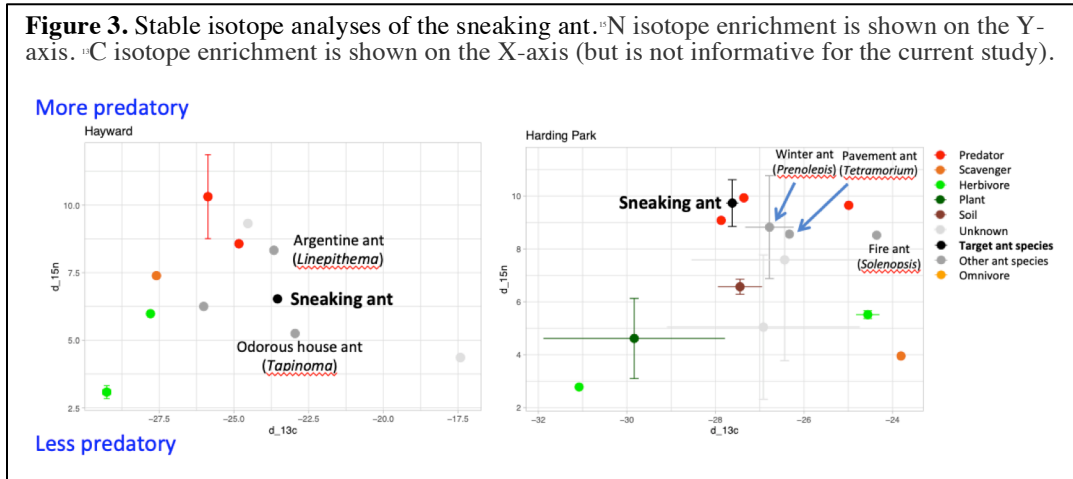 Figure 3. Stable isotope analyses of the sneaking ant. ¹⁵N isotope enrichment is shown on the Y-
axis. ¹³C isotope enrichment is shown on the X-axis (but is not informative for the current study).
More predatory
Hayward
10.0
7.5
5.0
2.5
d_15n
Argentine ant
(Linepithema)
Sneaking ant
Odorous house ant
(Tapinoma)
−27.5 −25.0 −22.5 −20.0 −17.5
d_13c
Less predatory
Harding Park
10
8
6
4
2
d_15n
Winter ant
(Prenolepis)
Pavement ant
(Tetramorium)
Sneaking ant
Fire ant
(Solenopsis)
−32 −30 −28 −26 −24
d_13c
Predator
Scavenger
Herbivore
Plant
Soil
Unknown
Target ant species
Other ant species
Omnivore